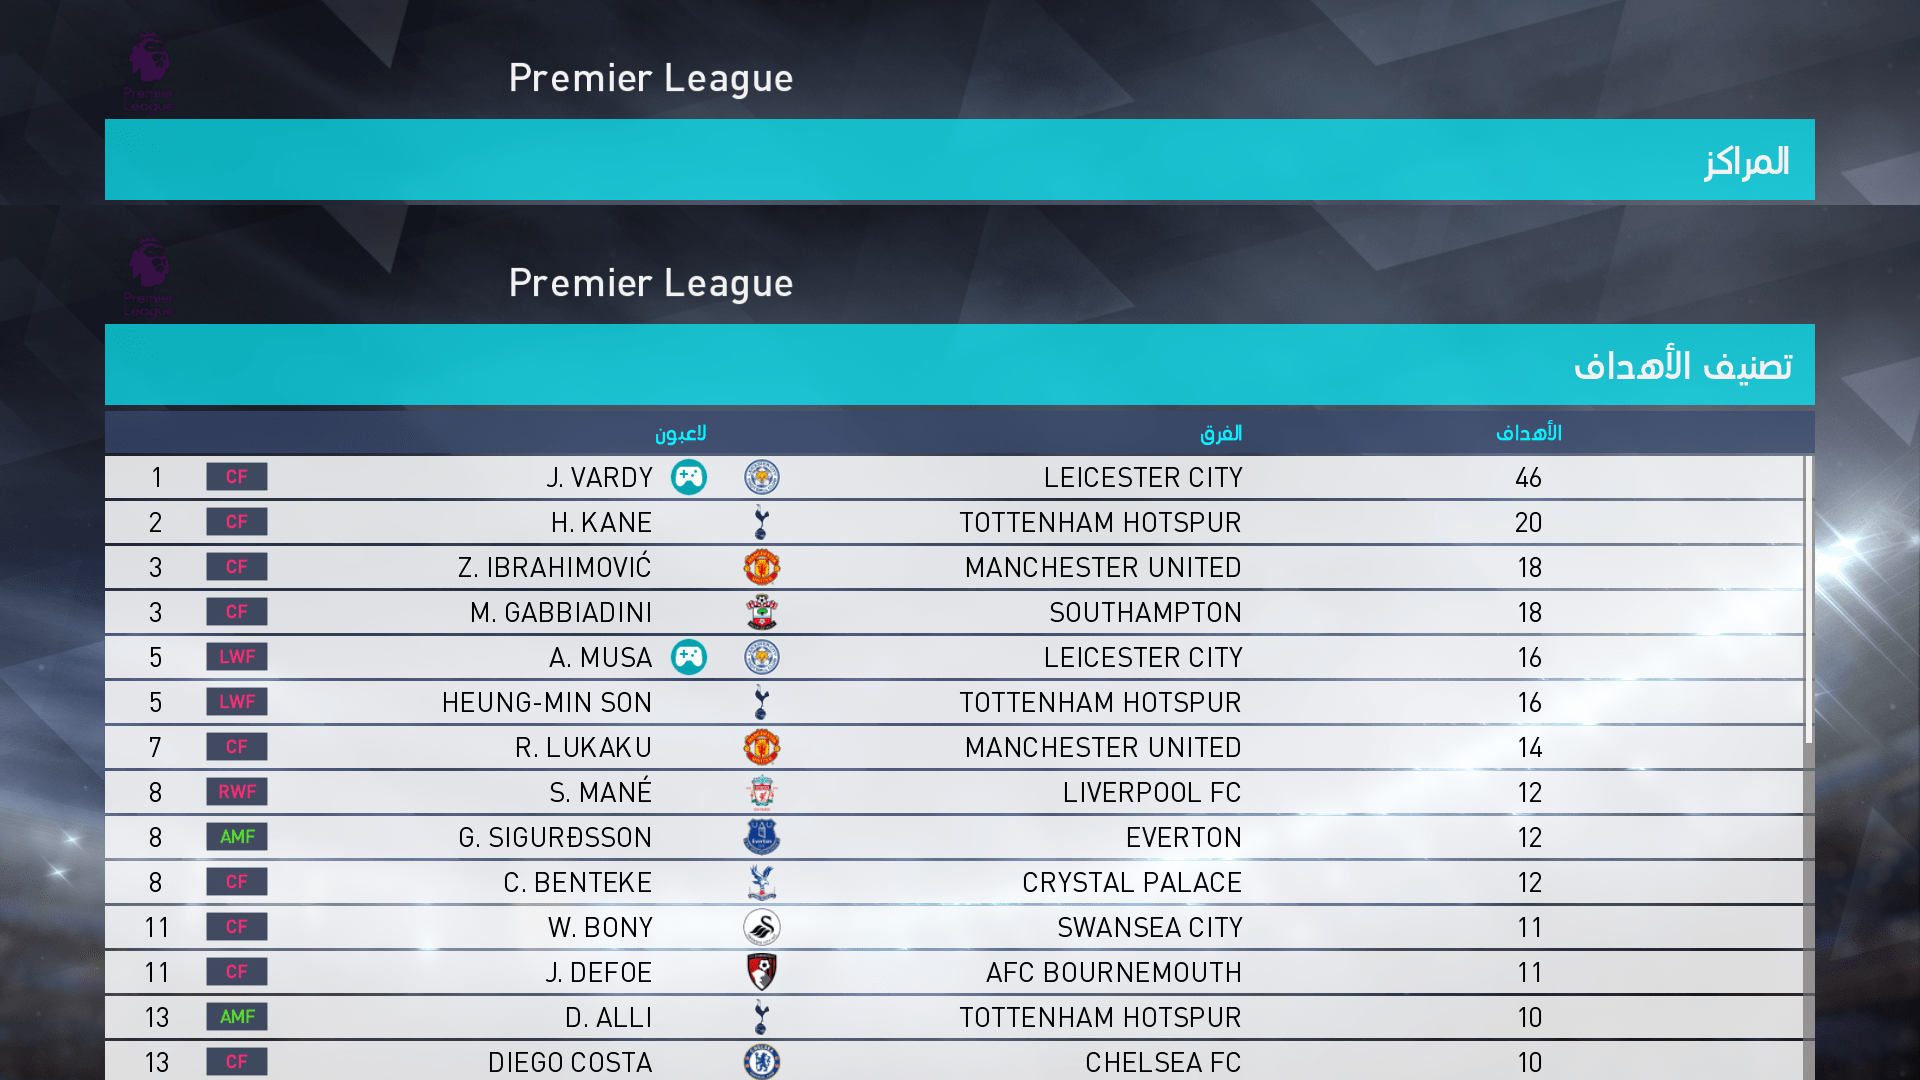 Premier League
Premier League
المراكز
Premier League
Premier League
تصنيف الأهداف
لاعبون الفرق الأهداف
1 CF J. VARDY LEICESTER CITY 46
2 CF H. KANE TOTTENHAM HOTSPUR 20
3 CF Z. IBRAHIMOVIĆ MANCHESTER UNITED 18
3 CF M. GABBIADINI SOUTHAMPTON 18
5 LWF A. MUSA LEICESTER CITY 16
5 LWF HEUNG-MIN SON TOTTENHAM HOTSPUR 16
7 CF R. LUKAKU MANCHESTER UNITED 14
8 RWF S. MANÉ LIVERPOOL FC 12
8 AMF G. SIGURÐSSON EVERTON 12
8 CF C. BENTEKE CRYSTAL PALACE 12
11 CF W. BONY SWANSEA CITY 11
11 CF J. DEFOE AFC BOURNEMOUTH 11
13 AMF D. ALLI TOTTENHAM HOTSPUR 10
13 CF DIEGO COSTA CHELSEA FC 10